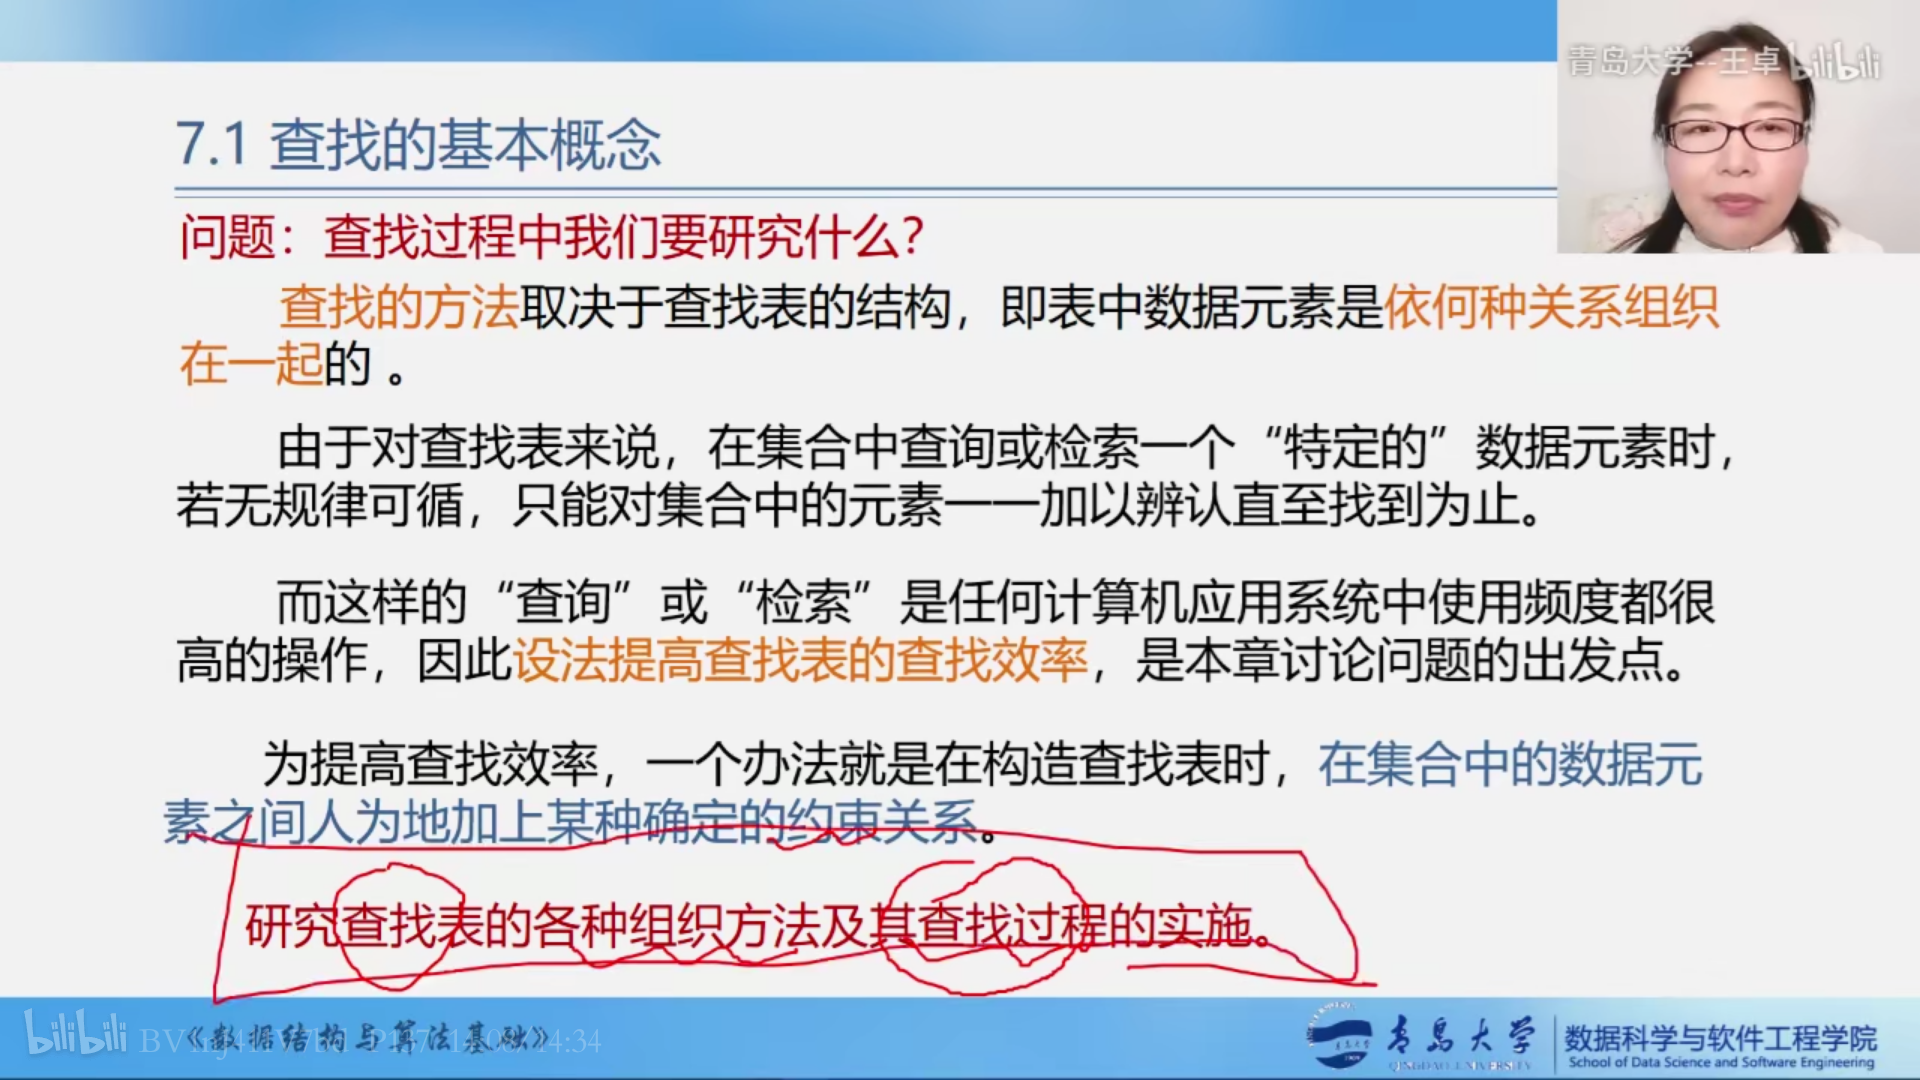 青岛大学--王卓 bilibili
7.1 查找的基本概念
问题：查找过程中我们要研究什么？
查找的方法取决于查找表的结构，即表中数据元素是依何种关系组织
在一起的 。
由于对查找表来说，在集合中查询或检索一个“特定的”数据元素时，
若无规律可循，只能对集合中的元素一一加以辨认直至找到为止。
而这样的“查询”或“检索”是任何计算机应用系统中使用频度都很
高的操作，因此设法提高查找表的查找效率，是本章讨论问题的出发点。
为提高查找效率，一个办法就是在构造查找表时，在集合中的数据元
素之间人为地加上某种确定的约束关系。
研究查找表的各种组织方法及其查找过程的实施。
bilibili
《数据结构与算法基础》
青岛大学
QINGDAO UNIVERSITY
数据科学与软件工程学院
School of Data Science and Software Engineering